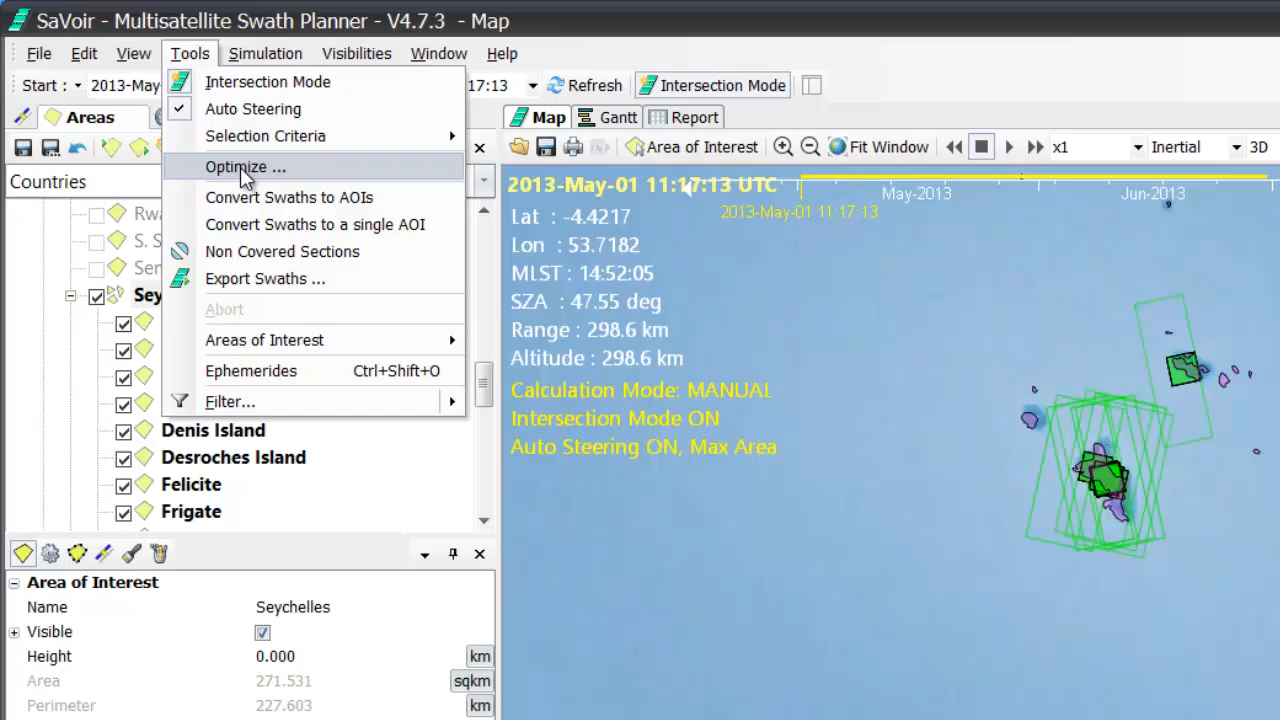 SaVoir - Multisatellite Swath Planner - V4.7.3 - Map
File Edit View Tools Simulation Visibilities Window Help
Start : 2013-May 17:13 Refresh Intersection Mode
Areas
Map Gantt Report
Area of Interest Fit Window x1 Inertial 3D
Countries
Rwa
S. S
Sen
Sey
Denis Island
Desroches Island
Felicite
Frigate
Intersection Mode
Auto Steering
Selection Criteria
Optimize ...
Convert Swaths to AOIs
Convert Swaths to a single AOI
Non Covered Sections
Export Swaths ...
Abort
Areas of Interest
Ephemerides Ctrl+Shift+O
Filter...
Area of Interest
Name Seychelles
Visible
Height 0.000 km
Area 271.531 sqkm
Perimeter 227.603 km
2013-May-01 11:17:13 UTC
May-2013 Jun-2013
2013-May-01 11:17:13
Lat : -4.4217
Lon : 53.7182
MLST : 14:52:05
SZA : 47.55 deg
Range : 298.6 km
Altitude : 298.6 km
Calculation Mode: MANUAL
Intersection Mode ON
Auto Steering ON, Max Area